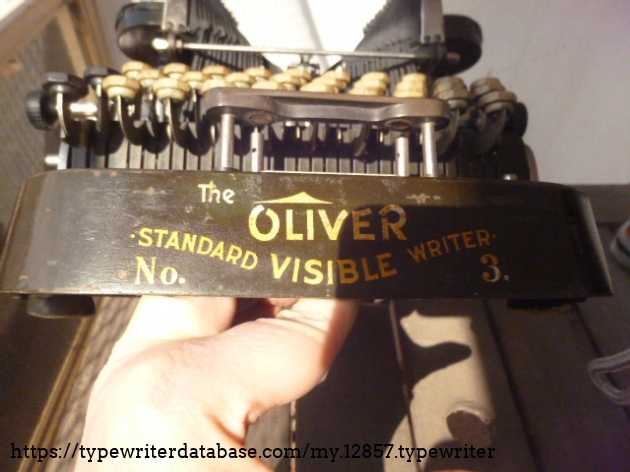 The
OLIVER
·STANDARD VISIBLE WRITER·
No. 3.
https://typewriterdatabase.com/my.12857.typewriter